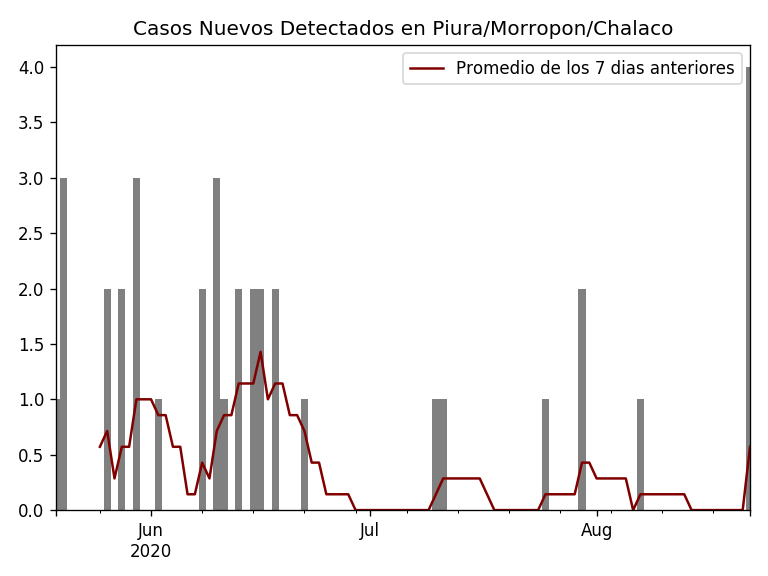 Casos Nuevos Detectados en Piura/Morropon/Chalaco
Promedio de los 7 dias anteriores
4.0
3.5
3.0
2.5
2.0
1.5
1.0
0.5
0.0
Jun
2020
Jul
Aug